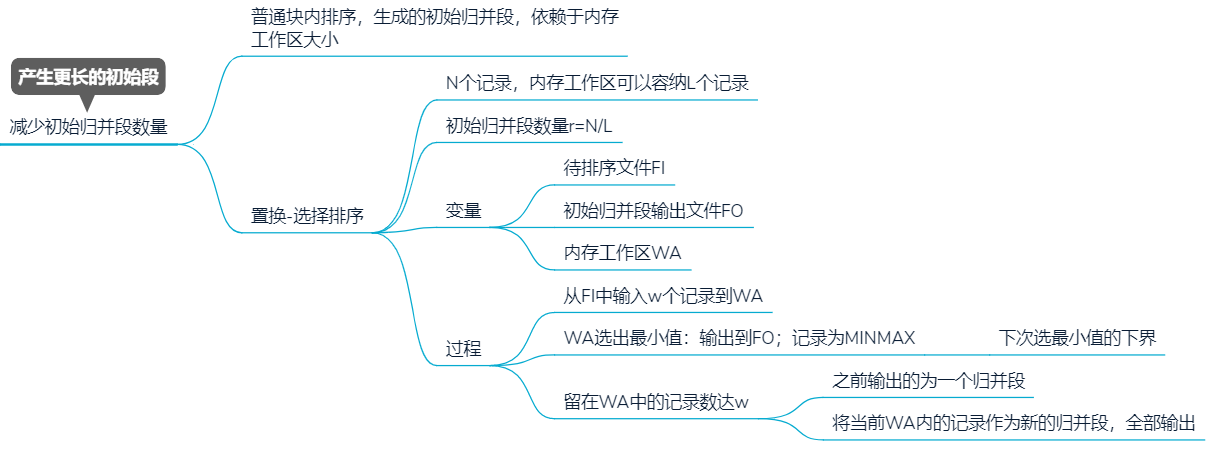 产生更长的初始段
减少初始归并段数量
普通块内排序，生成的初始归并段，依赖于内存
工作区大小
置换-选择排序
N个记录，内存工作区可以容纳L个记录
初始归并段数量r=N/L
变量
待排序文件FI
初始归并段输出文件FO
内存工作区WA
过程
从FI中输入w个记录到WA
WA选出最小值：输出到FO；记录为MINMAX
下次选最小值的下界
留在WA中的记录数达w
之前输出的为一个归并段
将当前WA内的记录作为新的归并段，全部输出